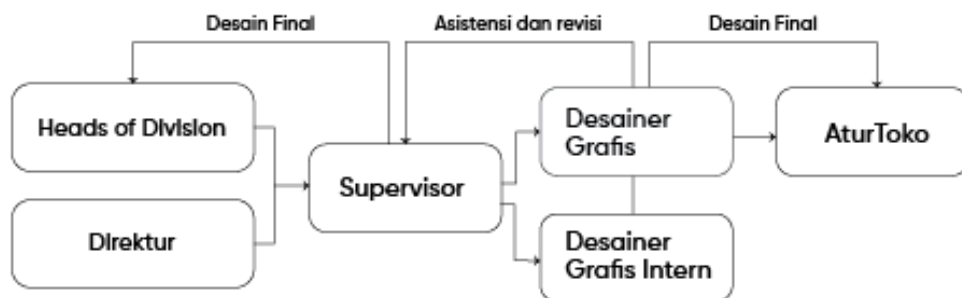 Desain Final
Asistensi dan revisi
Desain Final
Heads of Division
Direktur
Supervisor
Desainer
Grafis
Desainer
Grafis Intern
AturToko